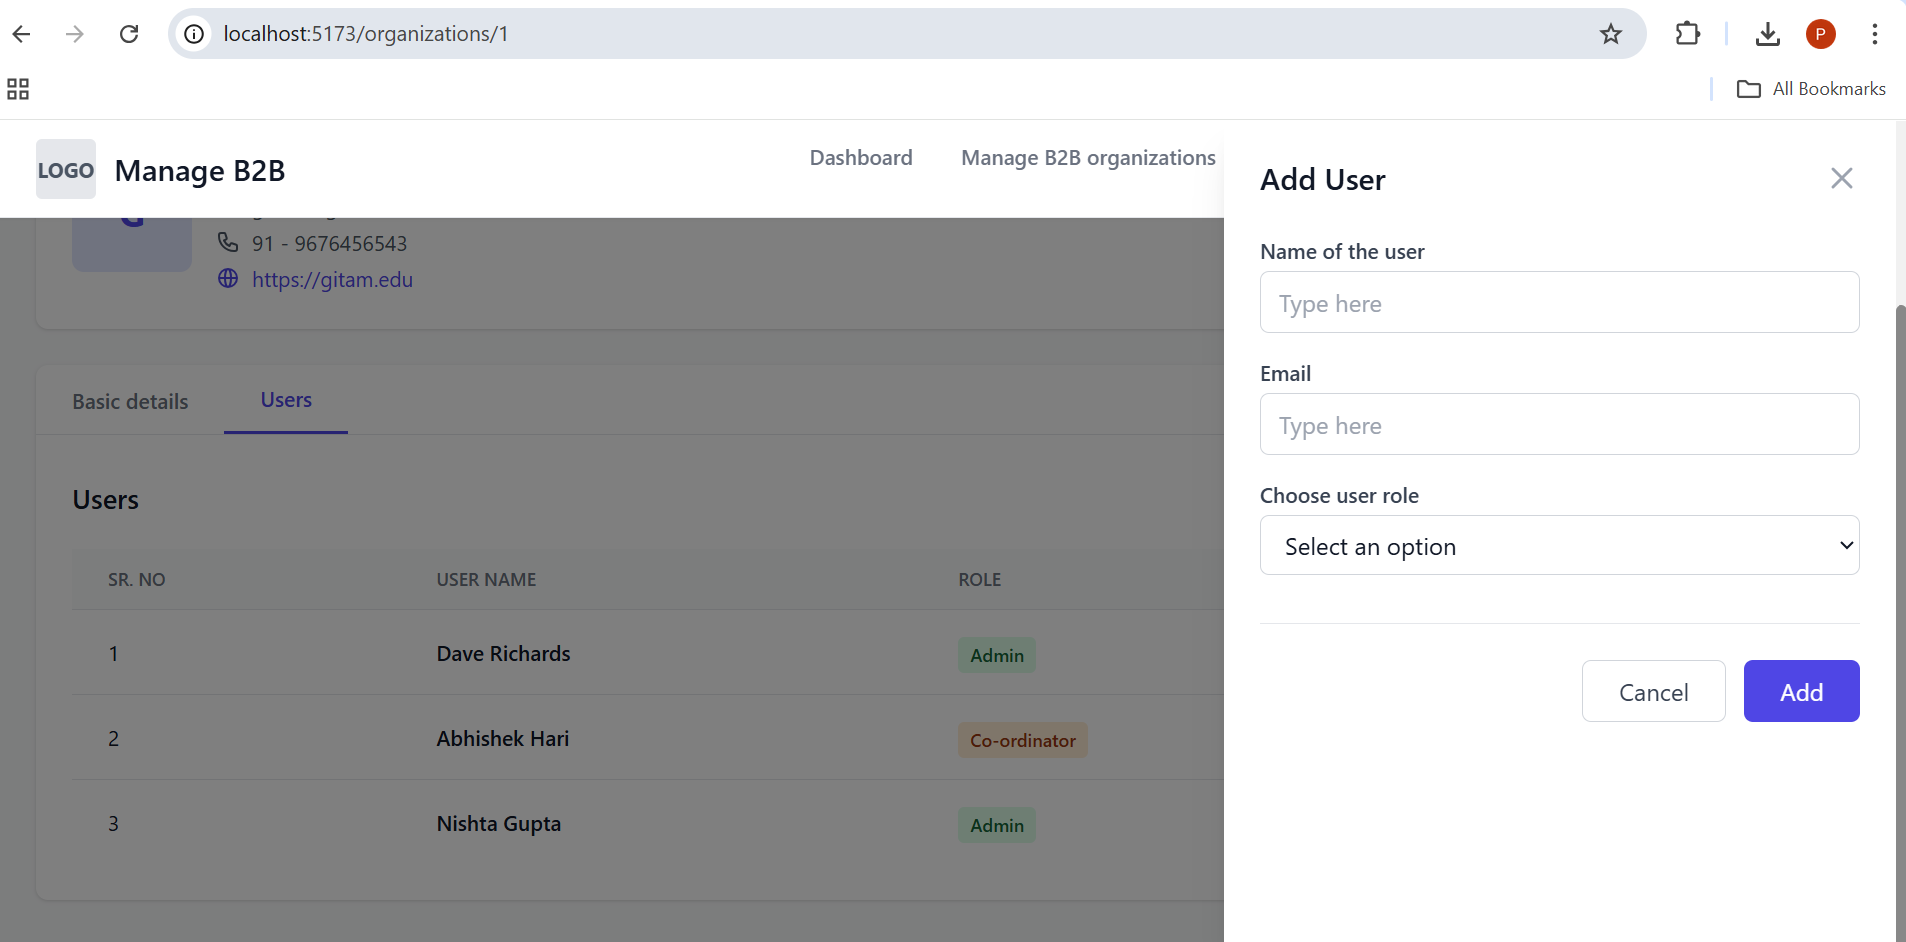 localhost:5173/organizations/1
P
All Bookmarks
LOGO
Manage B2B
Dashboard
Manage B2B organizations
91 - 9676456543
https://gitam.edu
Basic details
Users
Users
SR. NO USER NAME ROLE
1 Dave Richards Admin
2 Abhishek Hari Co-ordinator
3 Nishta Gupta Admin
Add User
Name of the user
Type here
Email
Type here
Choose user role
Select an option
Cancel
Add